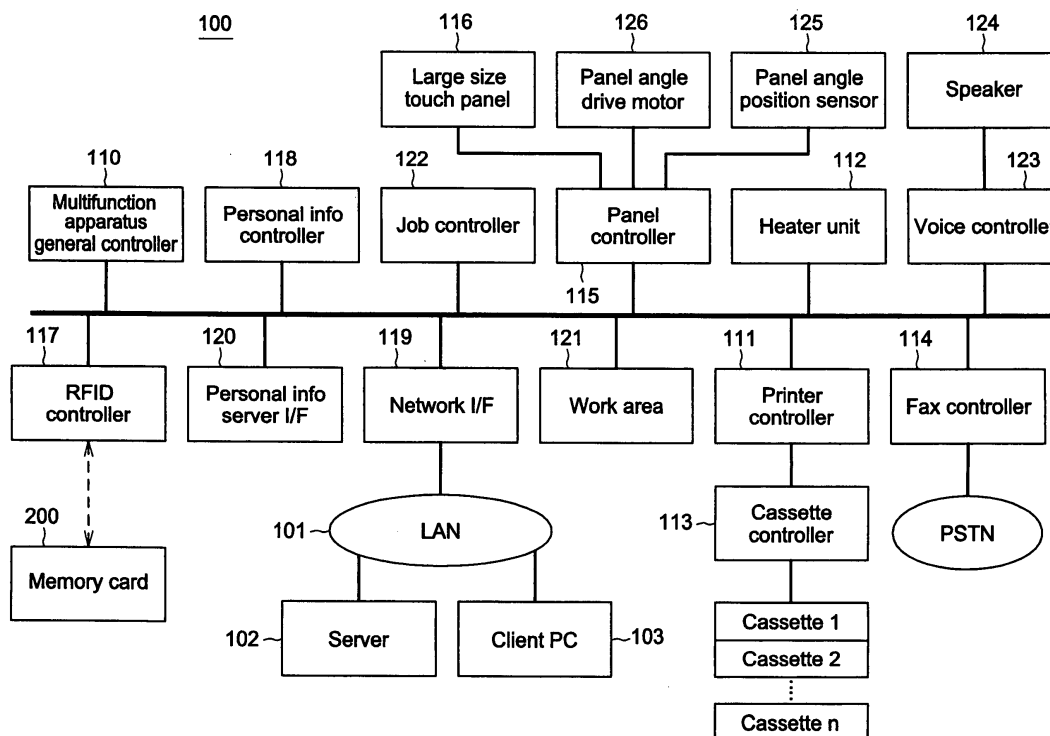 100
116
126
125
124
Large size
touch panel
Panel angle
drive motor
Panel angle
position sensor
Speaker
110
118
122
112
123
Multifunction
apparatus
general controller
Personal info
controller
Job controller
Panel
controller
Heater unit
Voice controller
115
117
120
119
121
111
114
RFID
controller
Personal info
server I/F
Network I/F
Work area
Printer
controller
Fax controller
200
101
LAN
113
Cassette
controller
PSTN
Memory card
102
Server
Client PC
103
Cassette 1
Cassette 2
Cassette n